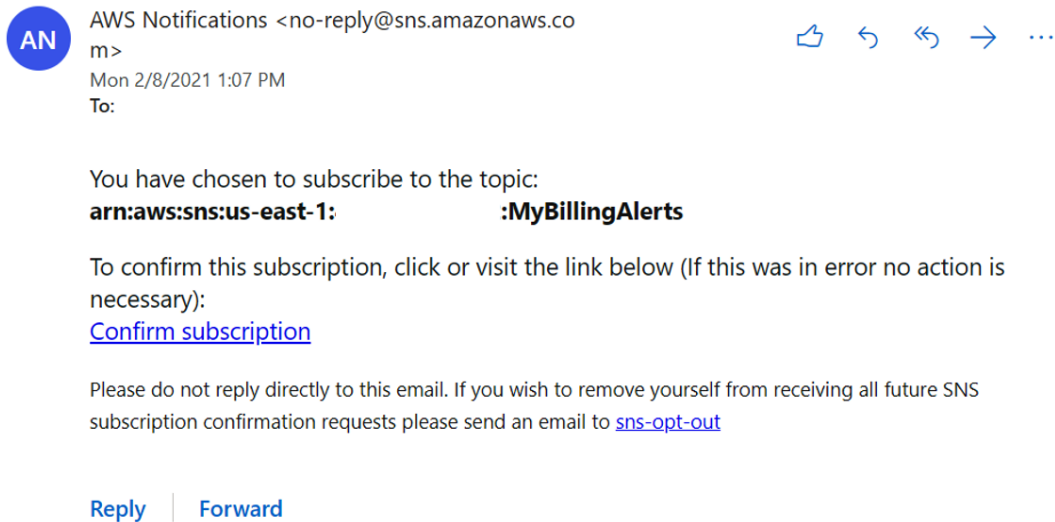 AN
AWS Notifications <no-reply@sns.amazonaws.co
m>
Mon 2/8/2021 1:07 PM
To:
You have chosen to subscribe to the topic:
arn:aws:sns:us-east-1: :MyBillingAlerts
To confirm this subscription, click or visit the link below (If this was in error no action is
necessary):
Confirm subscription
Please do not reply directly to this email. If you wish to remove yourself from receiving all future SNS
subscription confirmation requests please send an email to sns-opt-out
Reply Forward